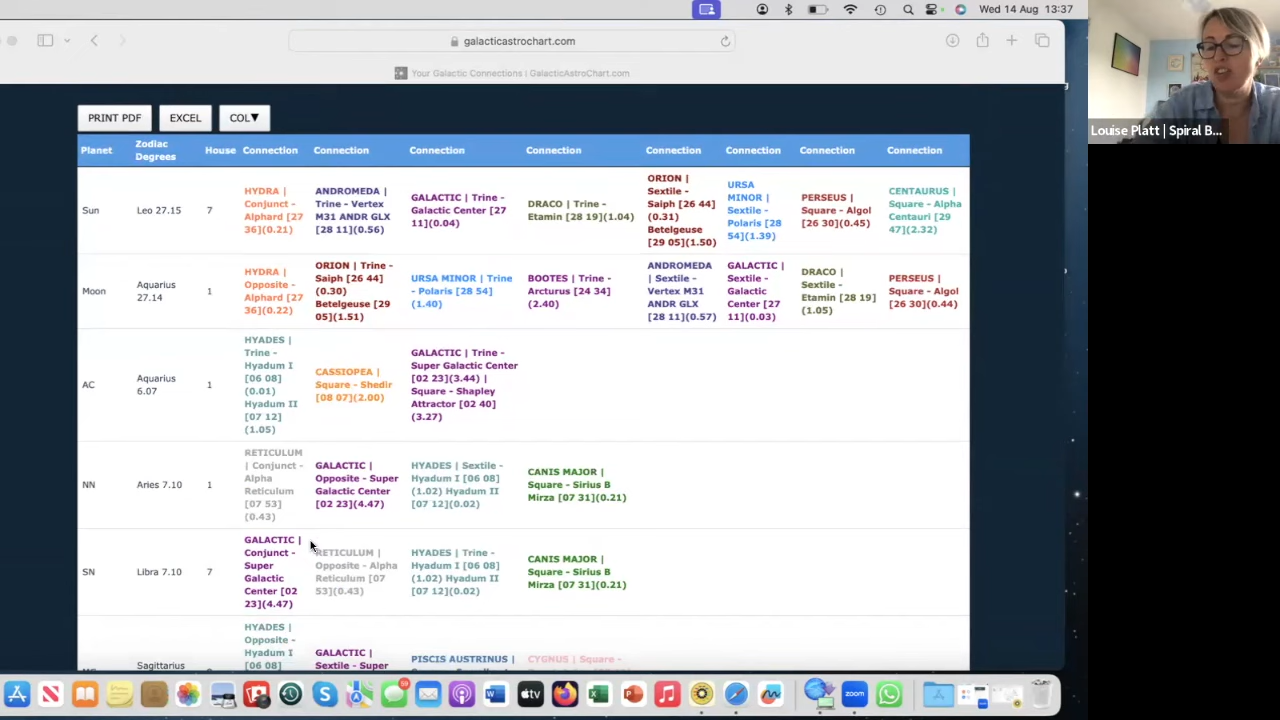 Wed 14 Aug 13:37
galacticastrochart.com
Your Galactic Connections | GalacticAstroChart.com
Louise Platt | Spiral B...
PRINT PDF
EXCEL
COL▼
Planet
Zodiac
Degrees
House
Connection
Connection
Connection
Connection
Connection
Connection
Connection
Connection
Sun
Leo 27.15
7
HYDRA |
Conjunct -
Alphard [27
36](0.21)
ANDROMEDA |
Trine - Vertex
M31 ANDR GLX
[28 11](0.56)
GALACTIC | Trine -
Galactic Center [27
11](0.04)
DRACO | Trine -
Etamin [28 19](1.04)
ORION |
Sextile -
Saiph [26 44]
(0.31)
Betelgeuse
[29 05](1.50)
URSA
MINOR |
Sextile -
Polaris [28
54](1.39)
PERSEUS |
Square - Algol
[26 30](0.45)
CENTAURUS |
Square - Alpha
Centauri [29
47](2.32)
Moon
Aquarius
27.14
1
HYDRA |
Opposite -
Alphard [27
36](0.22)
ORION | Trine -
Saiph [26 44]
(0.30)
Betelgeuse [29
05](1.51)
URSA MINOR | Trine
- Polaris [28 54]
(1.40)
BOOTES | Trine -
Arcturus [24 34]
(2.40)
ANDROMEDA
| Sextile -
Vertex M31
ANDR GLX
[28 11](0.57)
GALACTIC |
Sextile -
Galactic
Center [27
11](0.03)
DRACO |
Sextile -
Etamin [28 19]
(1.05)
PERSEUS |
Square - Algol
[26 30](0.44)
AC
Aquarius
6.07
1
HYADES |
Trine -
Hyadum I
[06 08]
(0.01)
Hyadum II
[07 12]
(1.05)
CASSIOPEA |
Square - Shedir
[08 07](2.00)
GALACTIC | Trine -
Super Galactic Center
[02 23](3.44) |
Square - Shapley
Attractor [02 40]
(3.27)
NN
Aries 7.10
1
RETICULUM
| Conjunct -
Alpha
Reticulum
[07 53]
(0.43)
GALACTIC |
Opposite - Super
Galactic Center
[02 23](4.47)
HYADES | Sextile -
Hyadum I [06 08]
(1.02) Hyadum II
[07 12](0.02)
CANIS MAJOR |
Square - Sirius B
Mirza [07 31](0.21)
SN
Libra 7.10
7
GALACTIC |
Conjunct -
Super
Galactic
Center [02
23](4.47)
RETICULUM |
Opposite - Alpha
Reticulum [07
53](0.43)
HYADES | Trine -
Hyadum I [06 08]
(1.02) Hyadum II
[07 12](0.02)
CANIS MAJOR |
Square - Sirius B
Mirza [07 31](0.21)
Sagittarius
HYADES |
Opposite -
Hyadum I
[06 08]
GALACTIC |
Sextile - Super
PISCIS AUSTRINUS |
CYGNUS | Square -
zoom
tv